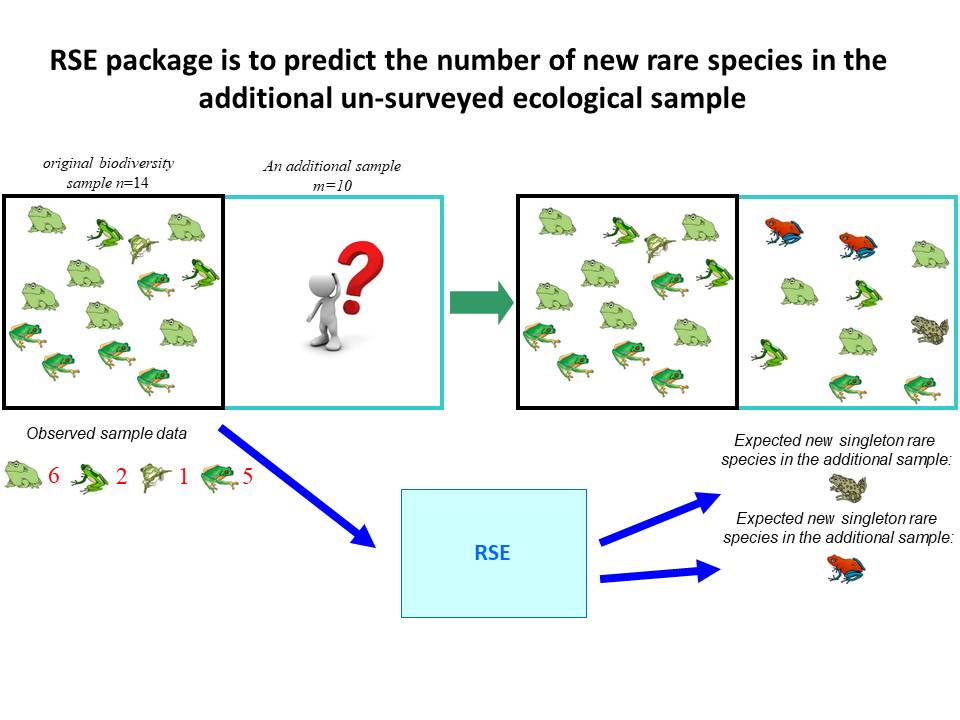 RSE package is to predict the number of new rare species in the
additional un-surveyed ecological sample
original biodiversity
sample n=14
An additional sample
m=10
Observed sample data
6
2
1
5
RSE
Expected new singleton rare
species in the additional sample:
Expected new singleton rare
species in the additional sample: